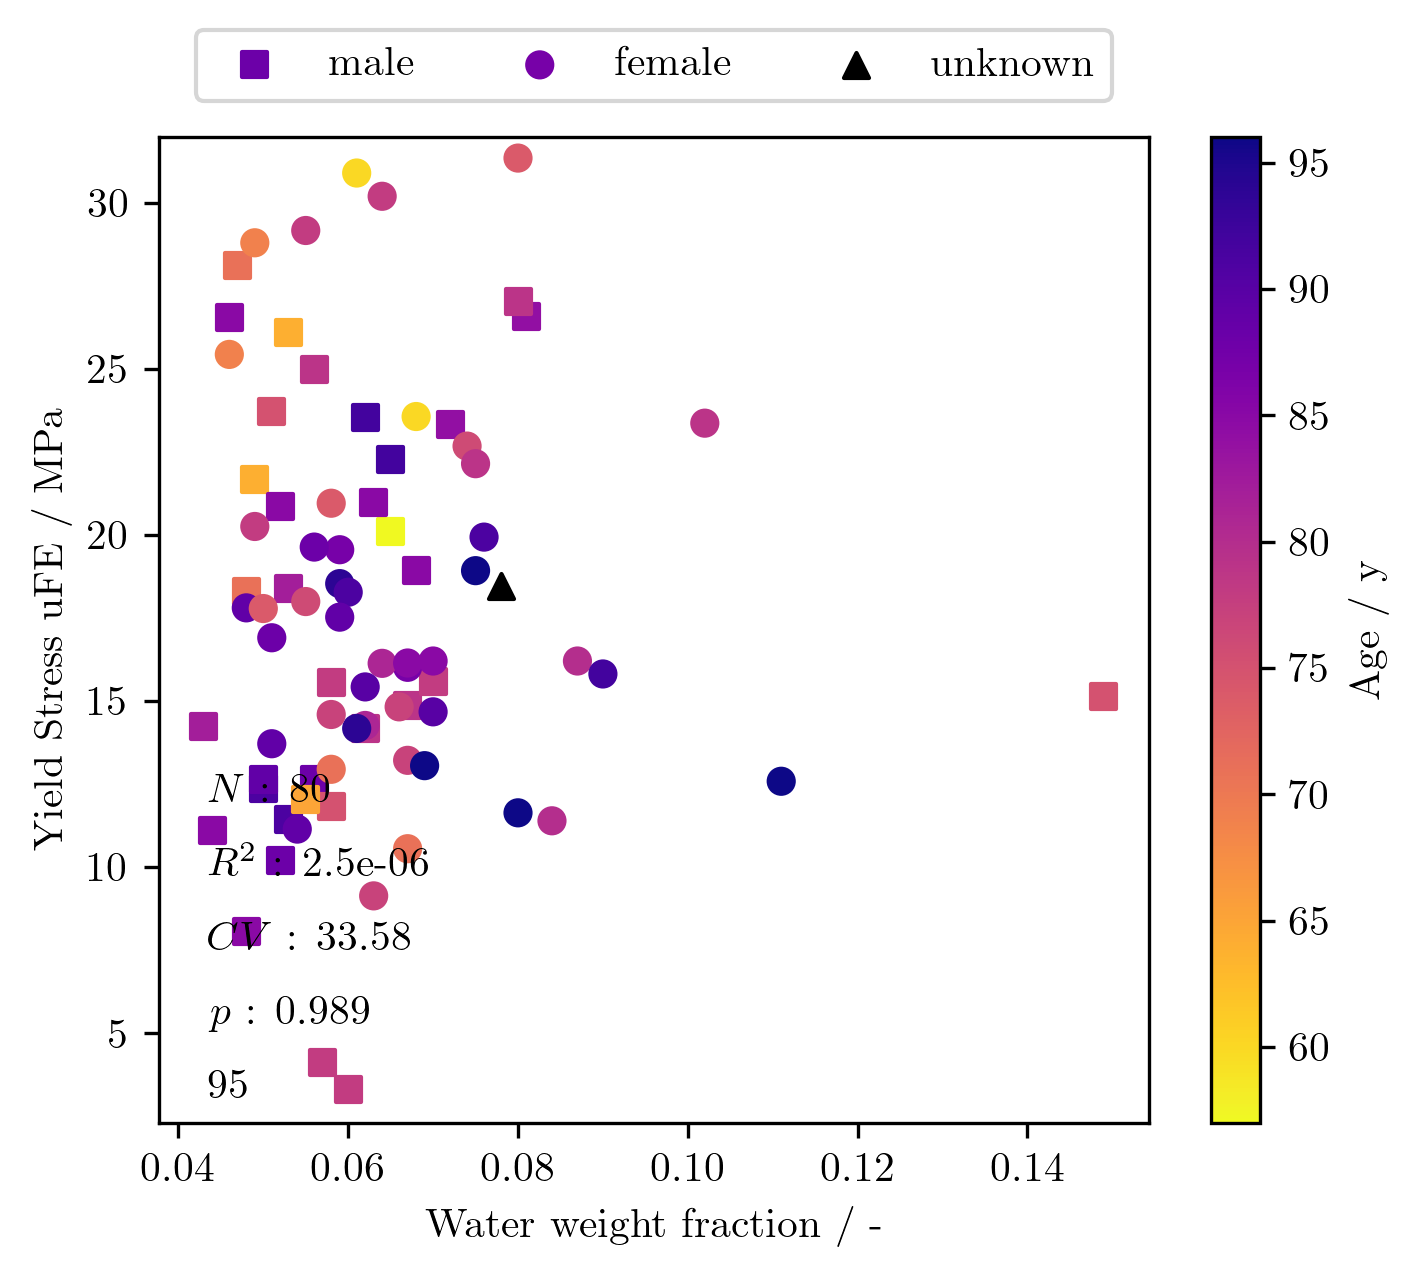 male female unknown
30
25
20
15
10
5
Yield Stress uFE / MPa
N : 80
R² : 2.5e-06
CV : 33.58
p : 0.989
95
0.04 0.06 0.08 0.10 0.12 0.14
Water weight fraction / -
95
90
85
80
75
70
65
60
Age / y